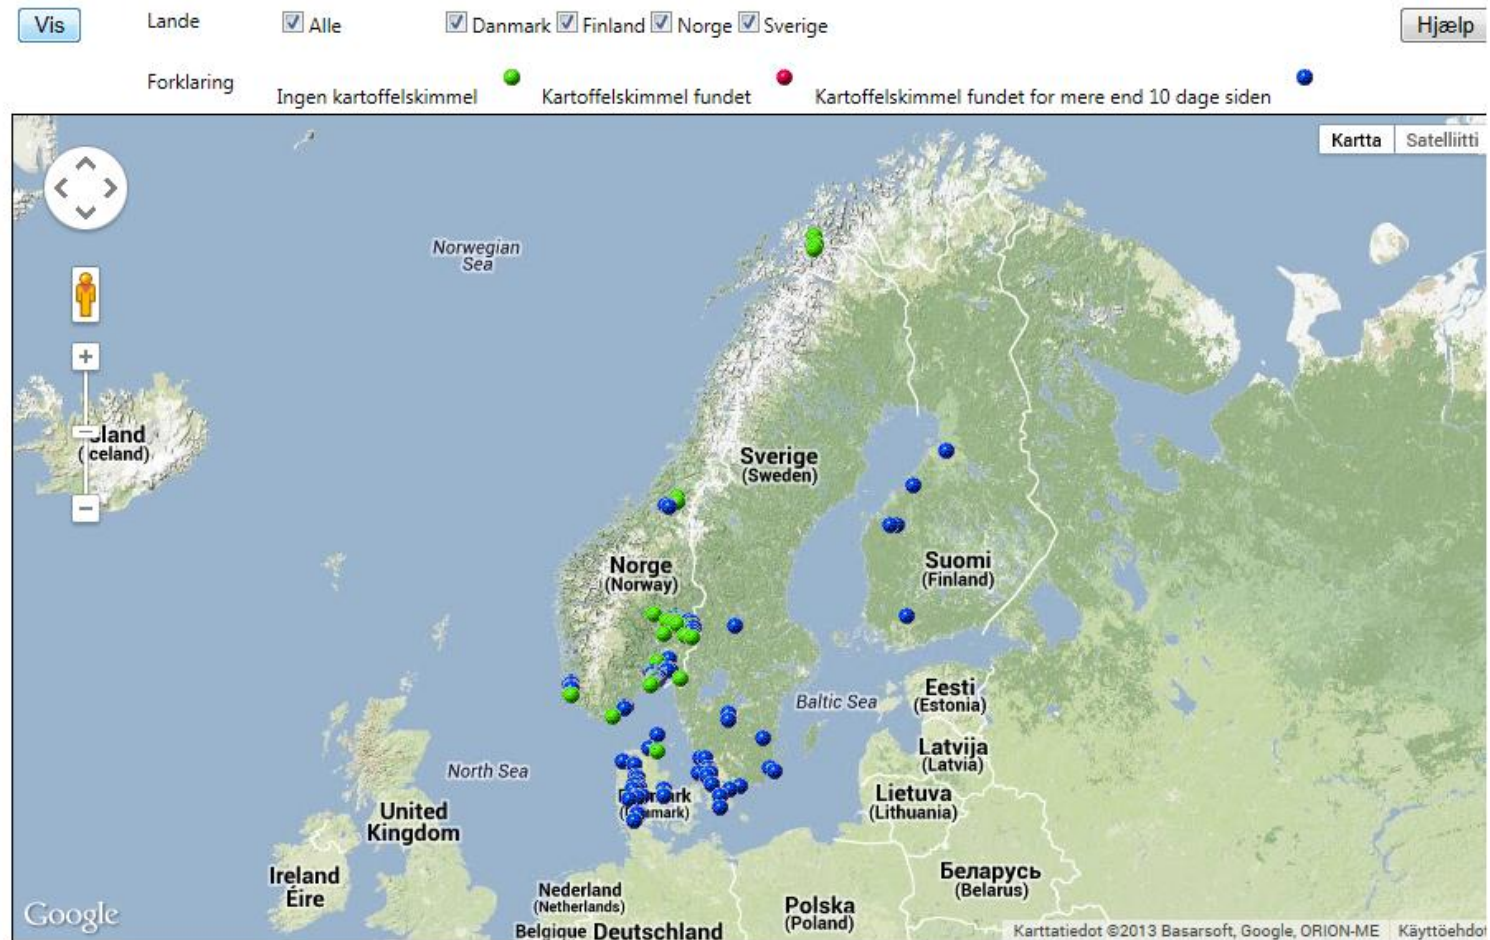 Vis Lande Alle Danmark Finland Norge Sverige Hjælp
Forklaring Ingen kartoffelskimmel Kartoffelskimmel fundet Kartoffelskimmel fundet for mere end 10 dage siden
Kartta Satelliitti
Norwegian
Sea
+
Sverige
(Sweden)
Norge
(Norway)
Suomi
(Finland)
Eesti
(Estonia)
Baltic Sea
Latvija
(Latvia)
North Sea
Lietuva
(Lithuania)
United
Kingdom
Беларусь
(Belarus)
Ireland
Éire
Nederland
(Netherlands)
Polska
(Poland)
Google
Belgique Deutschland
Karttatiedot ©2013 Basarsoft, Google, ORION-ME